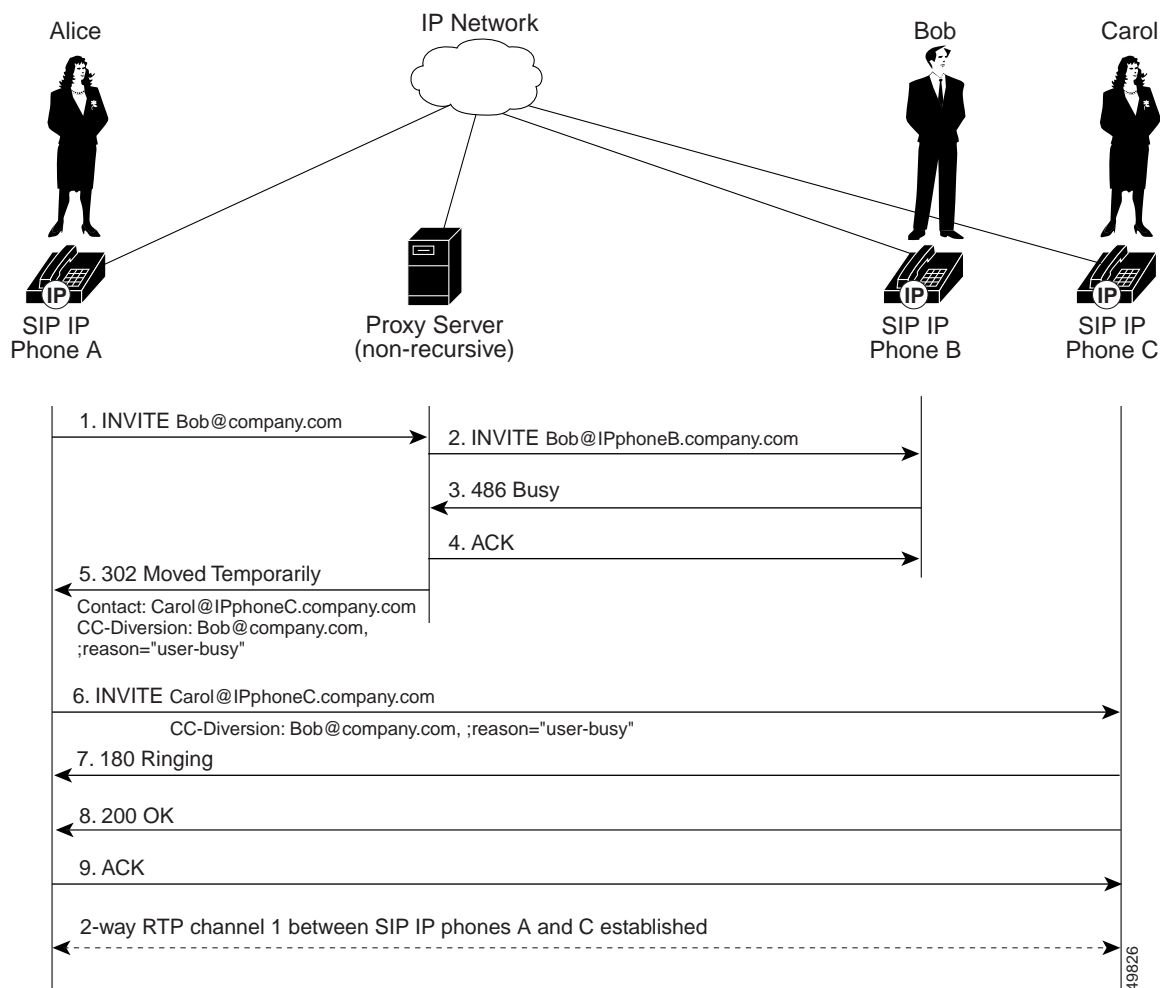 Alice
IP Network
Bob
Carol
IP
IP
IP
SIP IP
Phone A
Proxy Server
(non-recursive)
SIP IP
Phone B
SIP IP
Phone C
1. INVITE Bob@company.com
2. INVITE Bob@IPphoneB.company.com
3. 486 Busy
4. ACK
5. 302 Moved Temporarily
Contact: Carol@IPphoneC.company.com
CC-Diversion: Bob@company.com,
;reason="user-busy"
6. INVITE Carol@IPphoneC.company.com
CC-Diversion: Bob@company.com, ;reason="user-busy"
7. 180 Ringing
8. 200 OK
9. ACK
2-way RTP channel 1 between SIP IP phones A and C established
49826